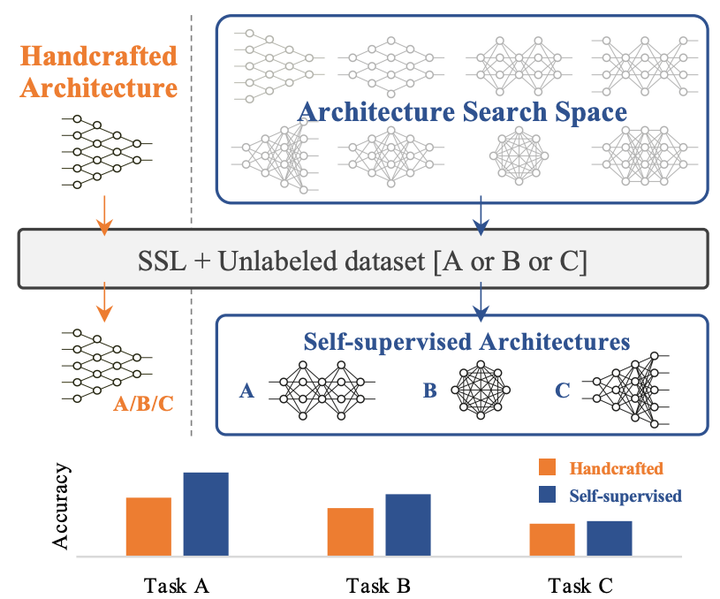 Handcrafted
Architecture
Architecture Search Space
SSL + Unlabeled dataset [A or B or C]
A/B/C
Self-supervised Architectures
A
B
C
Accuracy
Handcrafted
Self-supervised
Task A
Task B
Task C